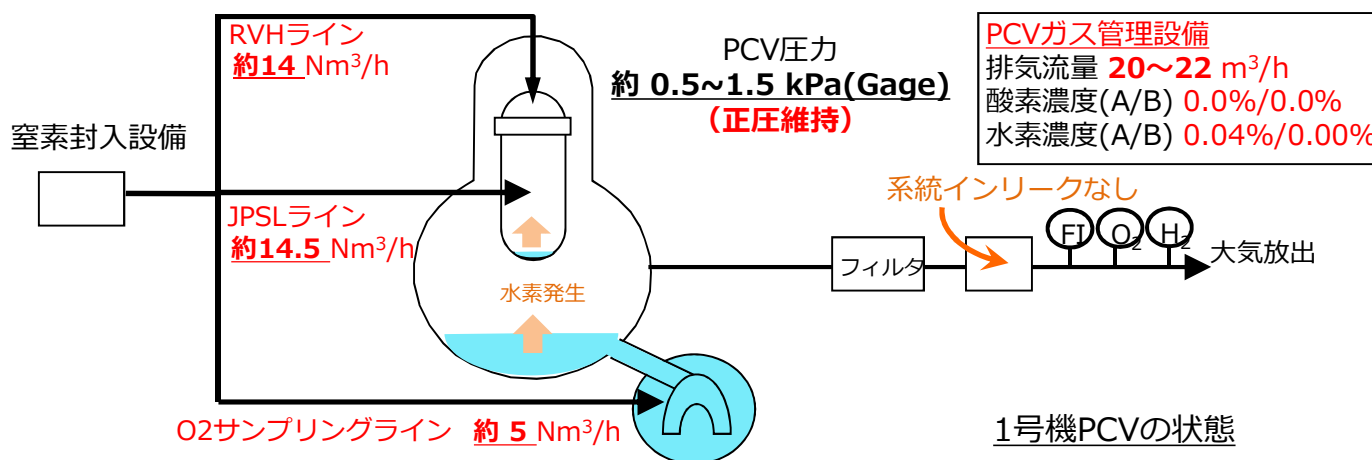 RVHライン
約14 Nm³/h
窒素封入設備
JPSLライン
約14.5 Nm³/h
O2サンプリングライン 約 5 Nm³/h
水素発生
PCV圧力
約 0.5~1.5 kPa(Gage)
（正圧維持）
PCVガス管理設備
排気流量 20～22 m³/h
酸素濃度(A/B) 0.0%/0.0%
水素濃度(A/B) 0.04%/0.00%
系統インリークなし
フィルタ
FI
O₂
H₂
大気放出
1号機PCVの状態